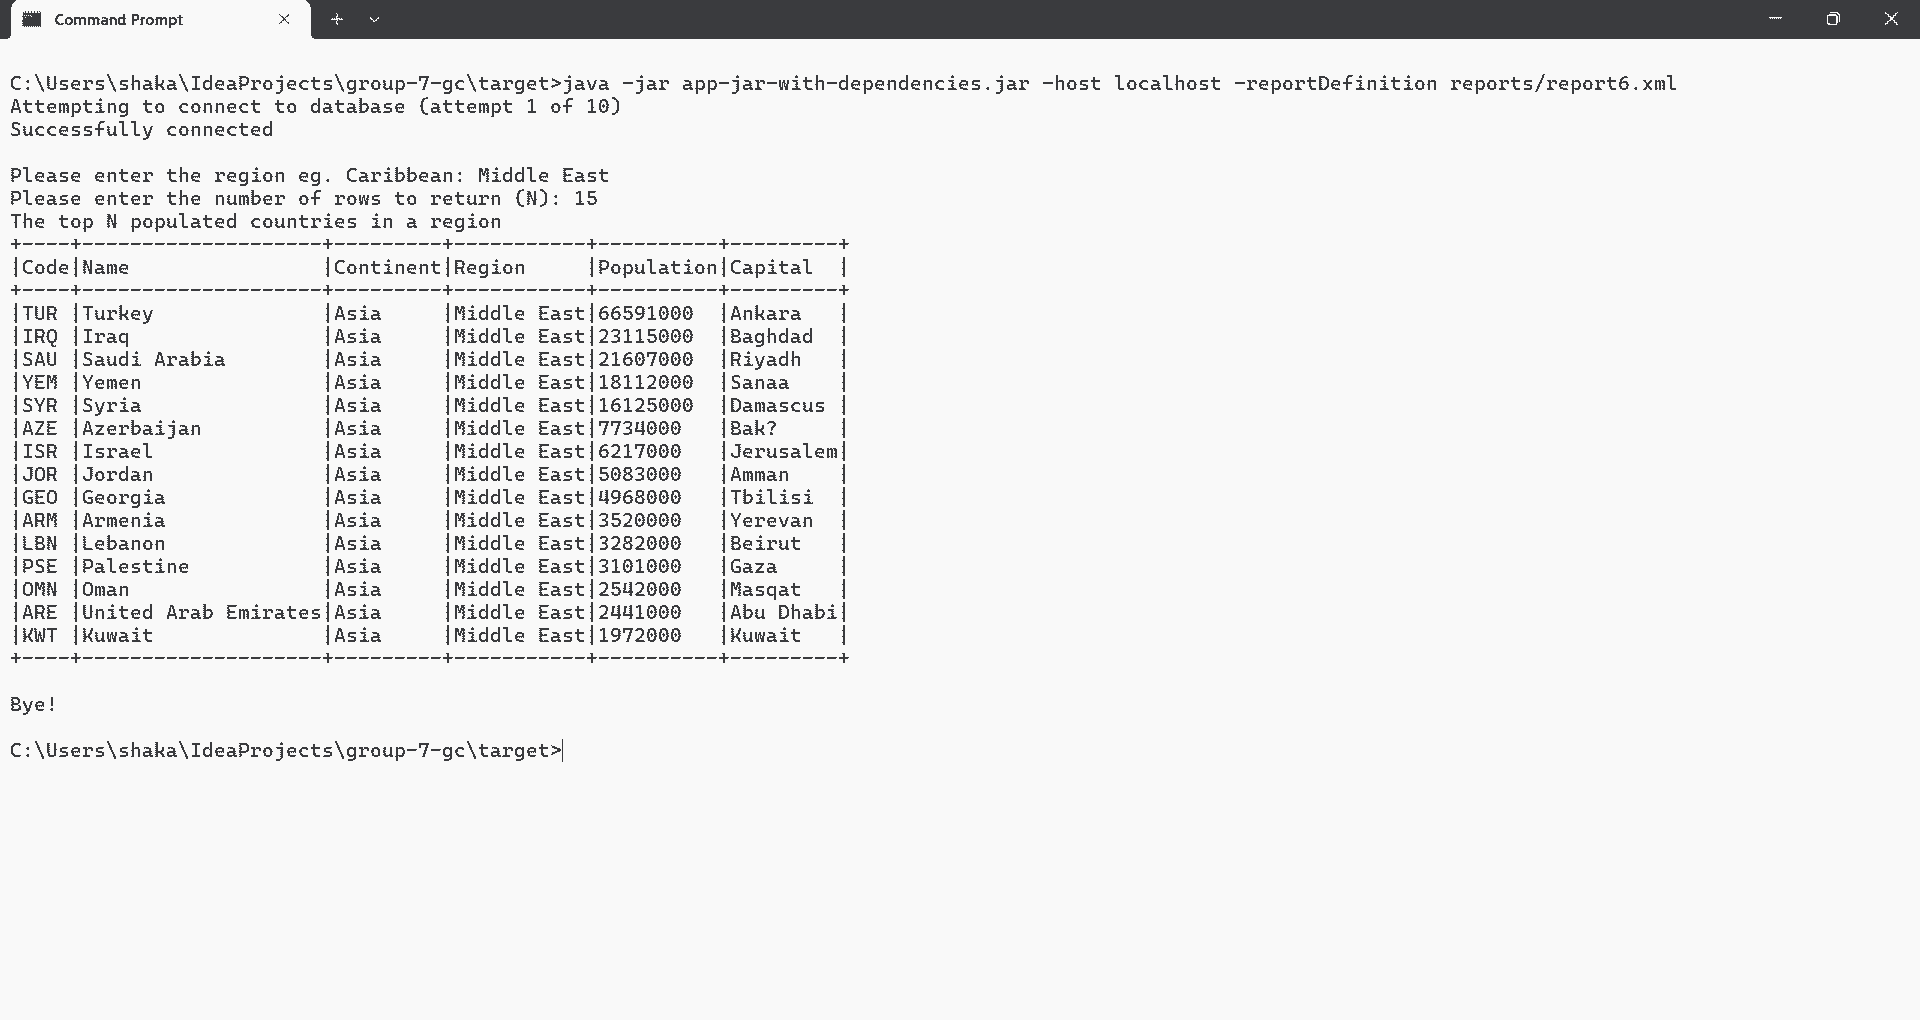 Command Prompt
C:\Users\shaka\IdeaProjects\group-7-gc\target>java -jar app-jar-with-dependencies.jar -host localhost -reportDefinition reports/report6.xml
Attempting to connect to database (attempt 1 of 10)
Successfully connected
Please enter the region eg. Caribbean: Middle East
Please enter the number of rows to return (N): 15
The top N populated countries in a region
+----+--------------------+---------+-----------+----------+---------+
|Code|Name                |Continent|Region     |Population|Capital  |
+----+--------------------+---------+-----------+----------+---------+
|TUR |Turkey              |Asia     |Middle East|66591000  |Ankara   |
|IRQ |Iraq                |Asia     |Middle East|23115000  |Baghdad  |
|SAU |Saudi Arabia        |Asia     |Middle East|21607000  |Riyadh   |
|YEM |Yemen               |Asia     |Middle East|18112000  |Sanaa    |
|SYR |Syria               |Asia     |Middle East|16125000  |Damascus |
|AZE |Azerbaijan          |Asia     |Middle East|7734000   |Bak?     |
|ISR |Israel              |Asia     |Middle East|6217000   |Jerusalem|
|JOR |Jordan              |Asia     |Middle East|5083000   |Amman    |
|GEO |Georgia             |Asia     |Middle East|4968000   |Tbilisi  |
|ARM |Armenia             |Asia     |Middle East|3520000   |Yerevan  |
|LBN |Lebanon             |Asia     |Middle East|3282000   |Beirut   |
|PSE |Palestine           |Asia     |Middle East|3101000   |Gaza     |
|OMN |Oman                |Asia     |Middle East|2542000   |Masqat   |
|ARE |United Arab Emirates|Asia     |Middle East|2441000   |Abu Dhabi|
|KWT |Kuwait              |Asia     |Middle East|1972000   |Kuwait   |
+----+--------------------+---------+-----------+----------+---------+
Bye!
C:\Users\shaka\IdeaProjects\group-7-gc\target>